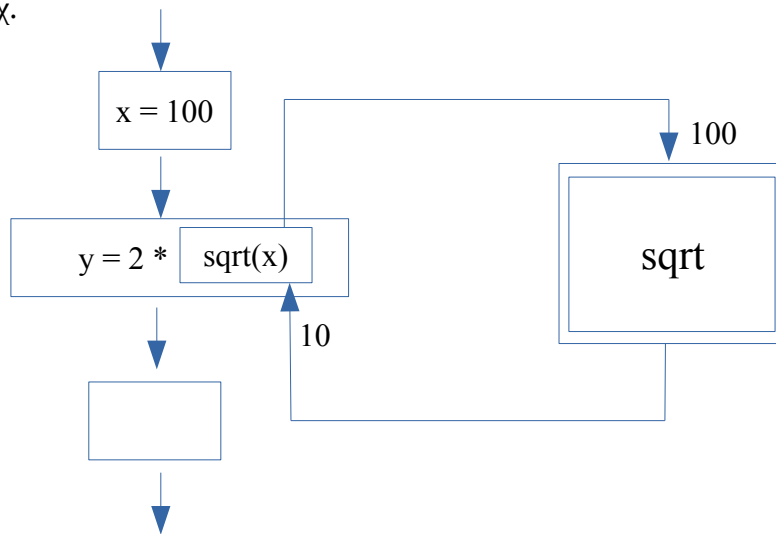 x.
x = 100
100
y = 2 * sqrt(x)
sqrt
10